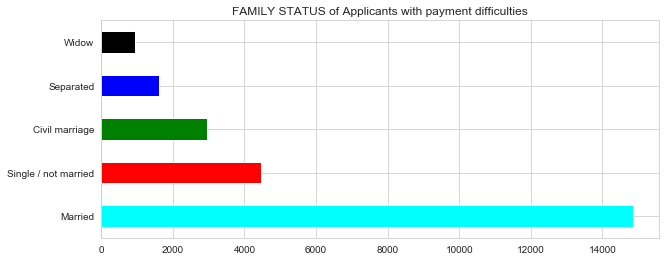 FAMILY STATUS of Applicants with payment difficulties
Widow
Separated
Civil marriage
Single / not married
Married
0 2000 4000 6000 8000 10000 12000 14000